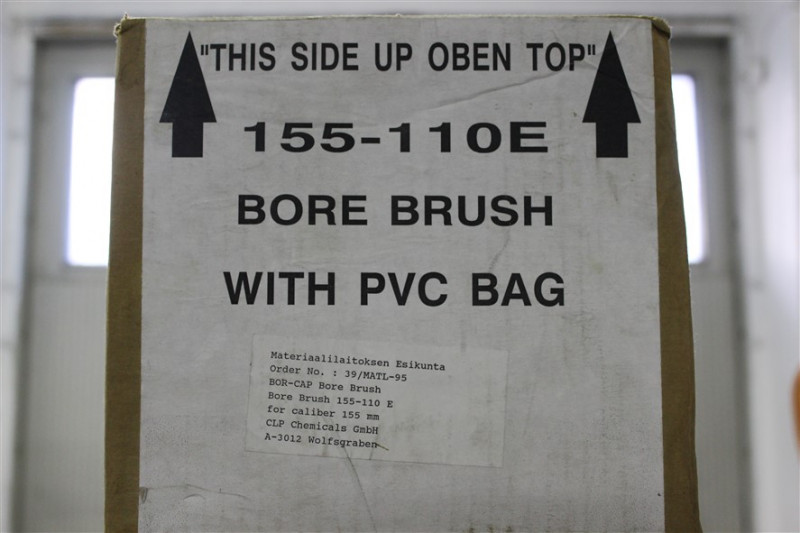 "THIS SIDE UP OBEN TOP"
155-110E
BORE BRUSH
WITH PVC BAG
Materiaalilaitoksen Esikunta
Order No. : 39/MATL-95
BOR-CAP Bore Brush
Bore Brush 155-110 E
for caliber 155 mm
CLP Chemicals GmbH
A-3012 Wolfsgraben